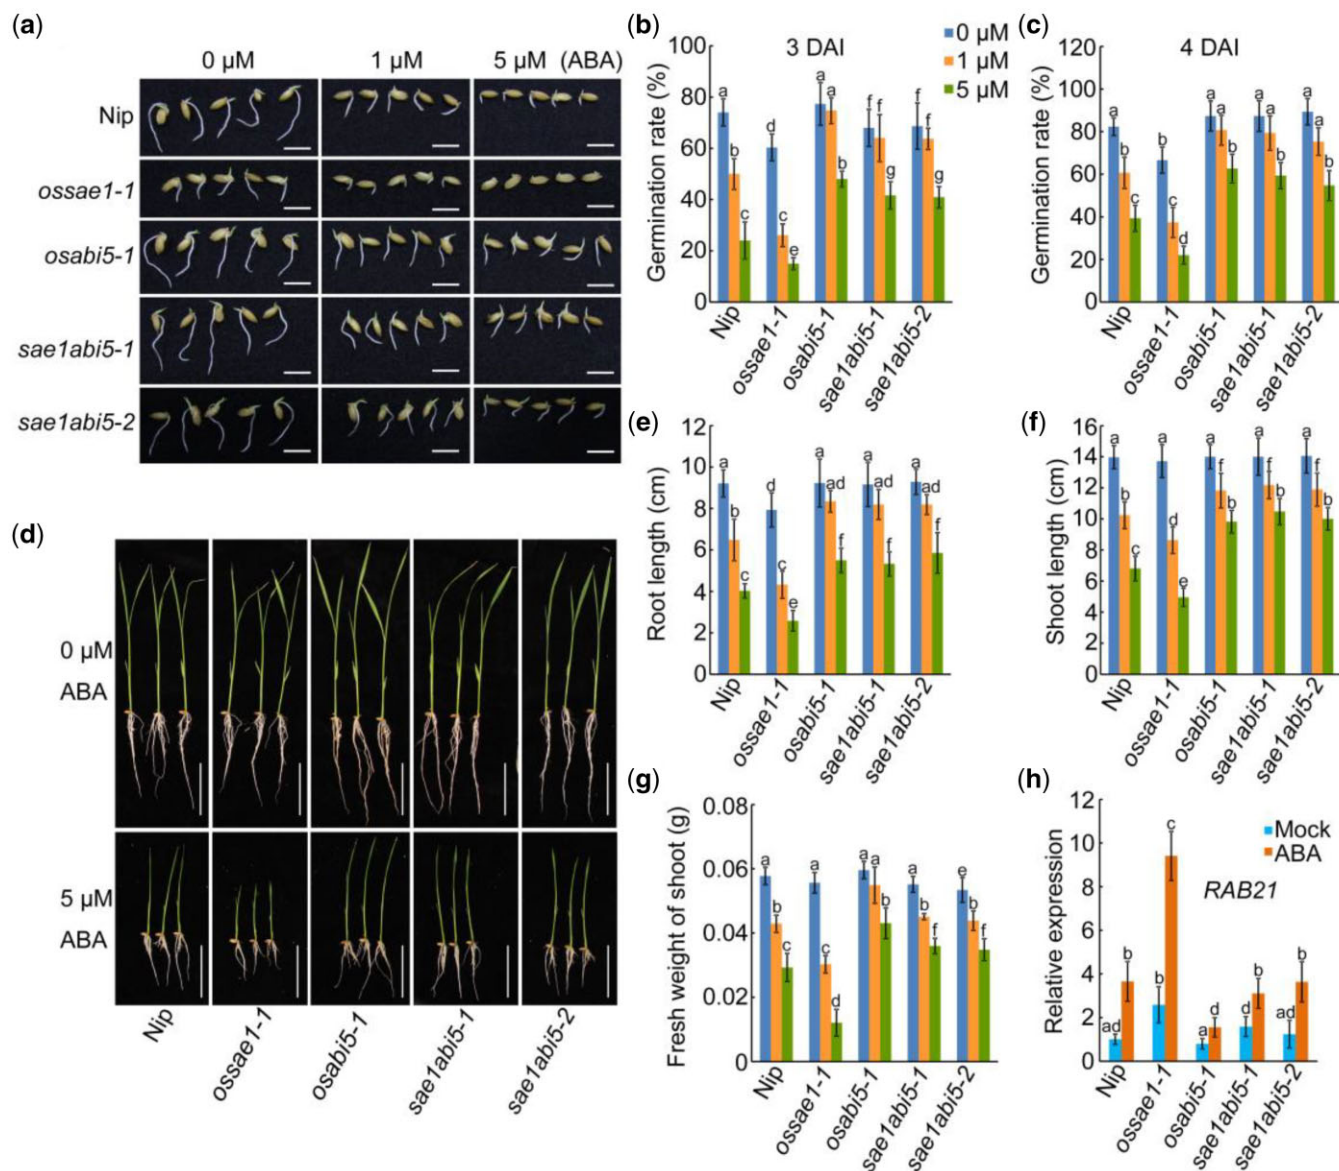 (a)
0 µM 1 µM 5 µM (ABA)
Nip
ossae1-1
osabi5-1
sae1abi5-1
sae1abi5-2
(b)
3 DAI
0 µM
1 µM
5 µM
Germination rate (%)
100
80
60
40
20
0
a b c d c e a a b f f g f f g
Nip
ossae1-1
osabi5-1
sae1abi5-1
sae1abi5-2
(c)
4 DAI
Germination rate (%)
120
100
80
60
40
20
0
a b c b c d a a b a a b a a b
Nip
ossae1-1
osabi5-1
sae1abi5-1
sae1abi5-2
(d)
0 µM
ABA
5 µM
ABA
Nip
ossae1-1
osabi5-1
sae1abi5-1
sae1abi5-2
(e)
Root length (cm)
12
10
8
6
4
2
0
a b c d c e a ad f a ad f a ad f
Nip
ossae1-1
osabi5-1
sae1abi5-1
sae1abi5-2
(f)
Shoot length (cm)
16
14
12
10
8
6
4
2
0
a b c a d e a f b a f b a f b
Nip
ossae1-1
osabi5-1
sae1abi5-1
sae1abi5-2
(g)
Fresh weight of shoot (g)
0.08
0.06
0.04
0.02
0
a b c a c d a a b a b f e b f
Nip
ossae1-1
osabi5-1
sae1abi5-1
sae1abi5-2
(h)
Mock
ABA
RAB21
Relative expression
12
10
8
6
4
2
0
ad b b c a d d b ad b
Nip
ossae1-1
osabi5-1
sae1abi5-1
sae1abi5-2